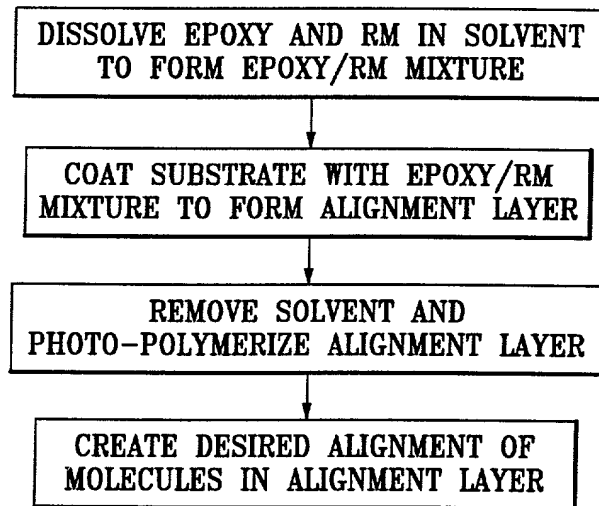 DISSOLVE EPOXY AND RM IN SOLVENT
TO FORM EPOXY/RM MIXTURE
COAT SUBSTRATE WITH EPOXY/RM
MIXTURE TO FORM ALIGNMENT LAYER
REMOVE SOLVENT AND
PHOTO-POLYMERIZE ALIGNMENT LAYER
CREATE DESIRED ALIGNMENT OF
MOLECULES IN ALIGNMENT LAYER